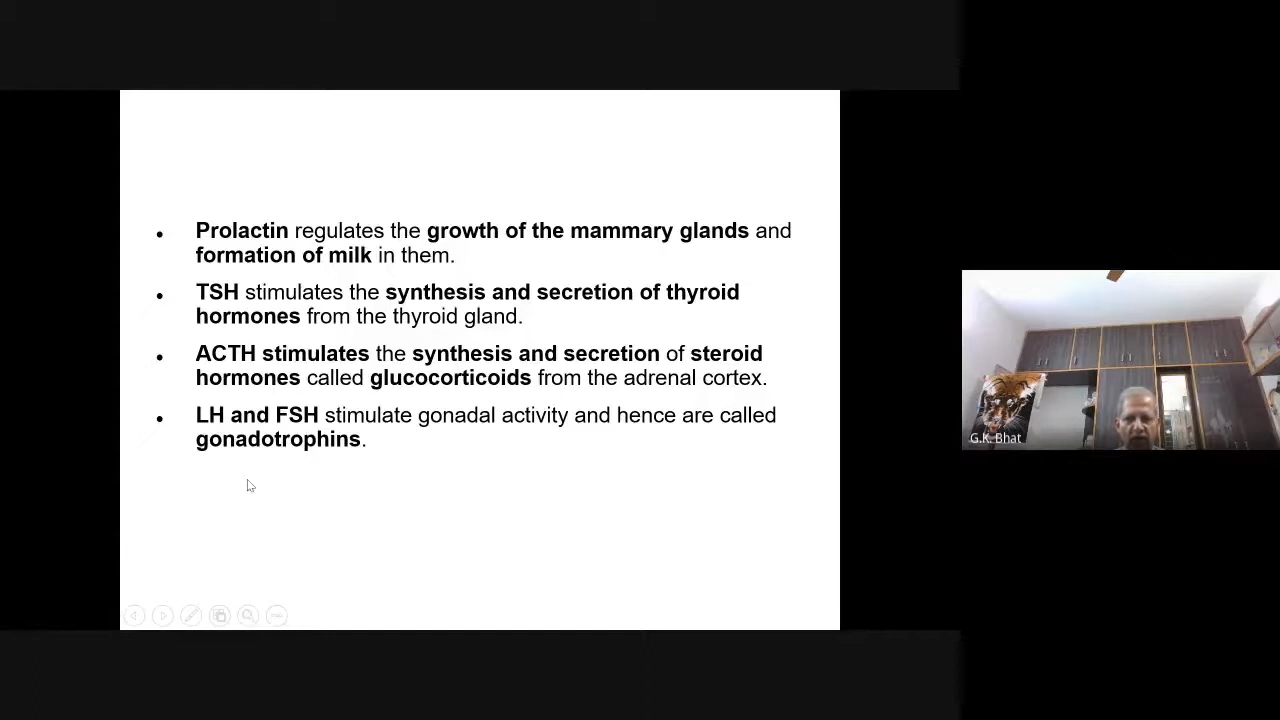 Prolactin regulates the growth of the mammary glands and
formation of milk in them.
TSH stimulates the synthesis and secretion of thyroid
hormones from the thyroid gland.
ACTH stimulates the synthesis and secretion of steroid
hormones called glucocorticoids from the adrenal cortex.
LH and FSH stimulate gonadal activity and hence are called
gonadotrophins.
G.K. Bhat